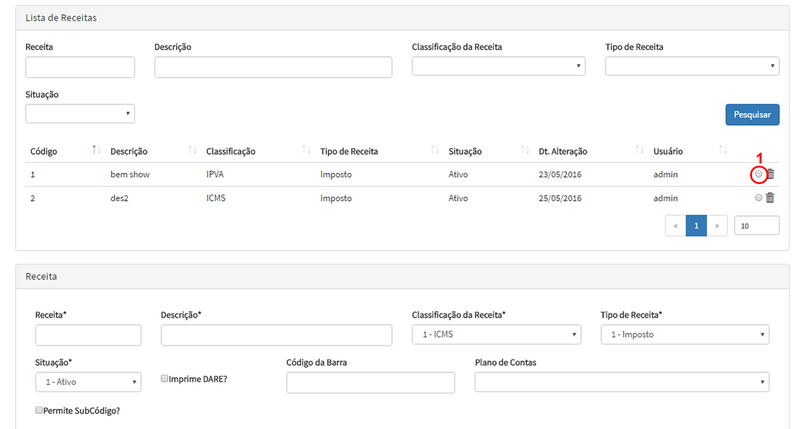 Lista de Receitas
Receita Descrição Classificação da Receita Tipo de Receita
Situação
Pesquisar
Código Descrição Classificação Tipo de Receita Situação Dt. Alteração Usuário
1
1 bem show IPVA Imposto Ativo 23/05/2016 admin
2 des2 ICMS Imposto Ativo 25/05/2016 admin
« 1 » 10
Receita
Receita* Descrição* Classificação da Receita* Tipo de Receita*
1 - ICMS 1 - Imposto
Situação* Código da Barra Plano de Contas
1 - Ativo Imprime DARE?
Permite SubCódigo?